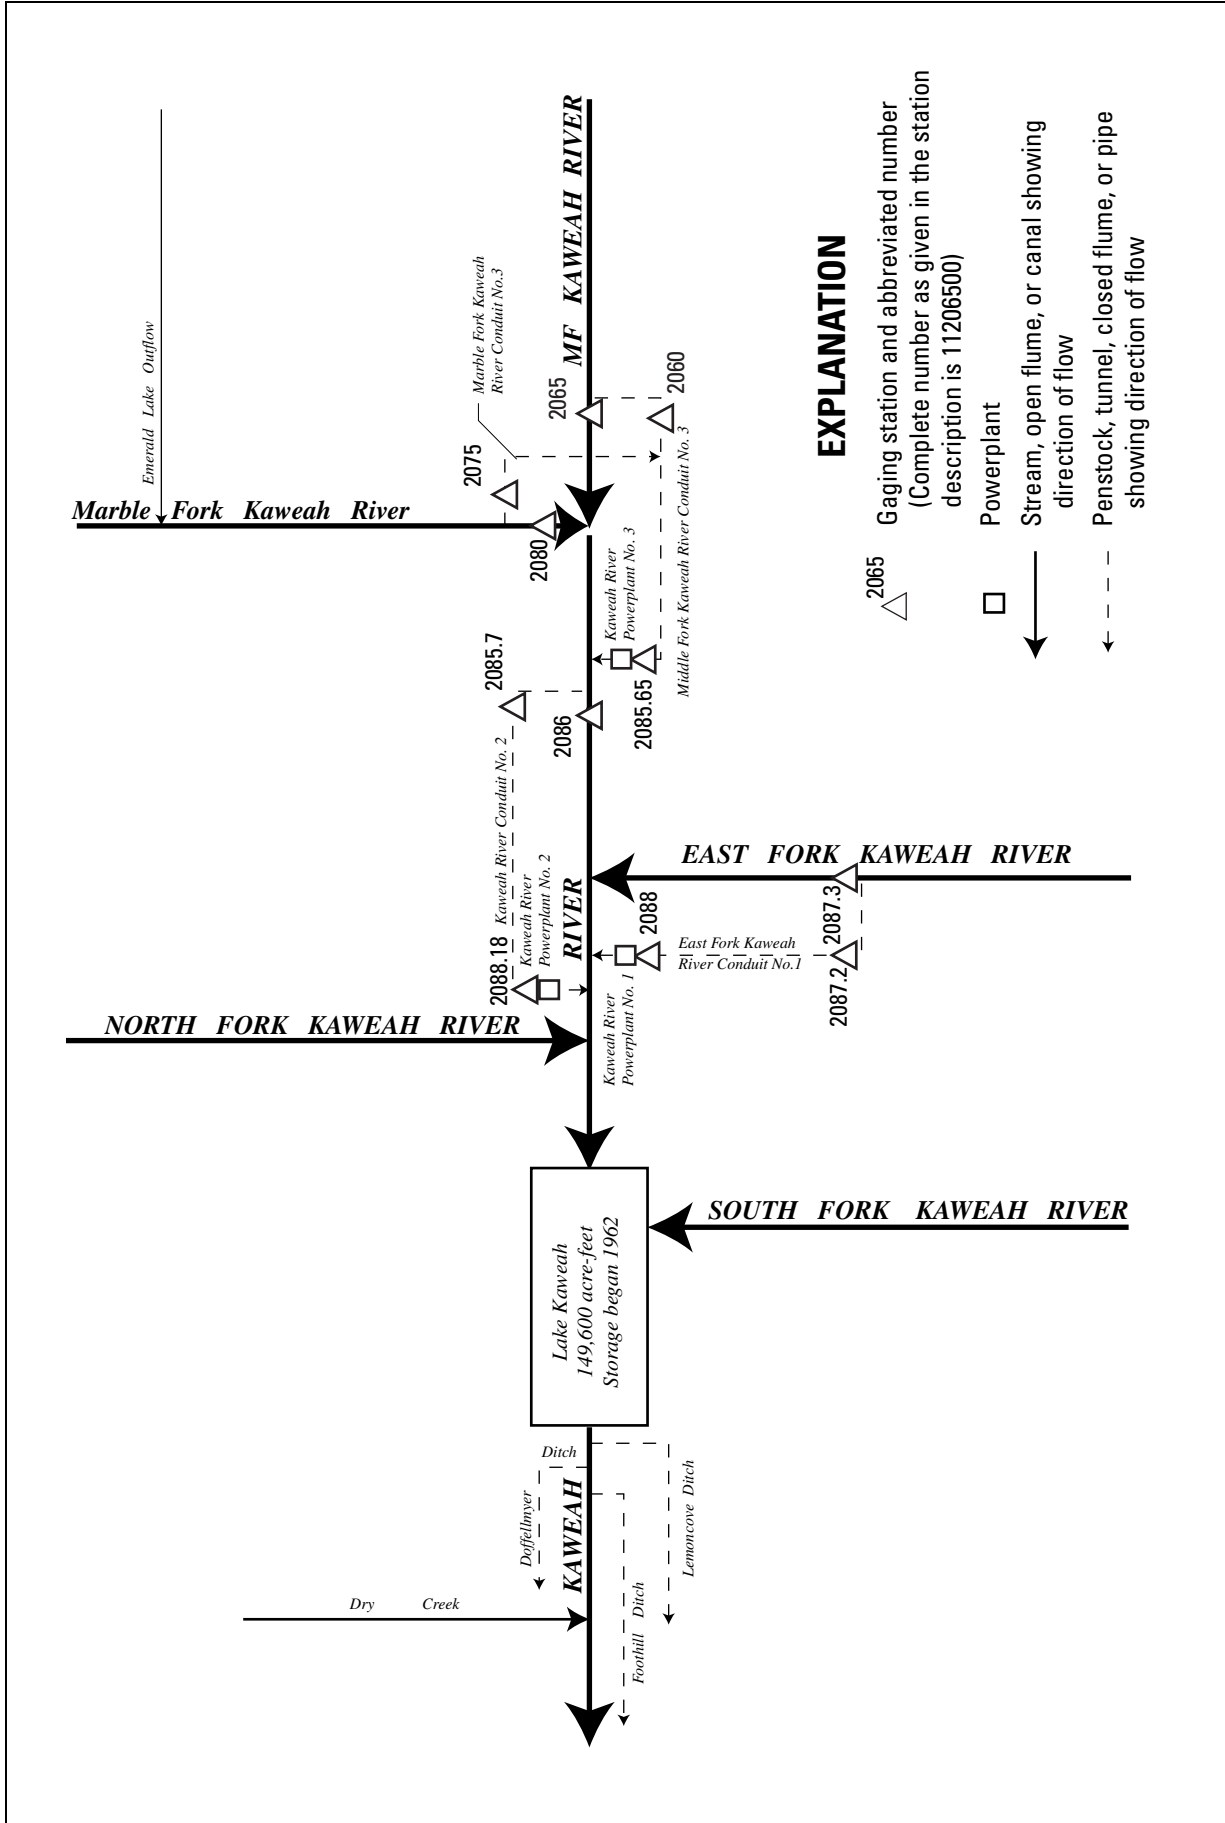 Emerald Lake Outflow
Marble Fork Kaweah River
MF KAWEAH RIVER
Marble Fork Kaweah
River Conduit No.3
2075
2080
2065
2060
Middle Fork Kaweah River Conduit No. 3
Kaweah River
Powerplant No. 3
2085.65
2085.7
2086
Kaweah River Conduit No. 2
Kaweah River
Powerplant No. 2
2088.18
RIVER
EAST FORK KAWEAH RIVER
2087.3
2087.2
2088
East Fork Kaweah
River Conduit No.1
Kaweah River
Powerplant No. 1
NORTH FORK KAWEAH RIVER
SOUTH FORK KAWEAH RIVER
Lake Kaweah
149,600 acre-feet
Storage began 1962
KAWEAH
Doffellmyer Ditch
Lemoncove Ditch
Foothill Ditch
Dry Creek
EXPLANATION
2065
Gaging station and abbreviated number
(Complete number as given in the station
description is 11206500)
Powerplant
Stream, open flume, or canal showing
direction of flow
Penstock, tunnel, closed flume, or pipe
showing direction of flow